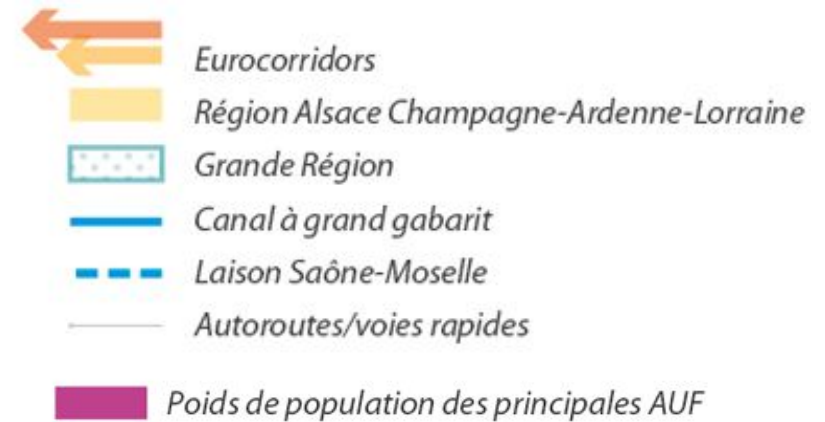 Eurocorridors
Région Alsace Champagne-Ardenne-Lorraine
Grande Région
Canal à grand gabarit
Laison Saône-Moselle
Autoroutes/voies rapides
Poids de population des principales AUF